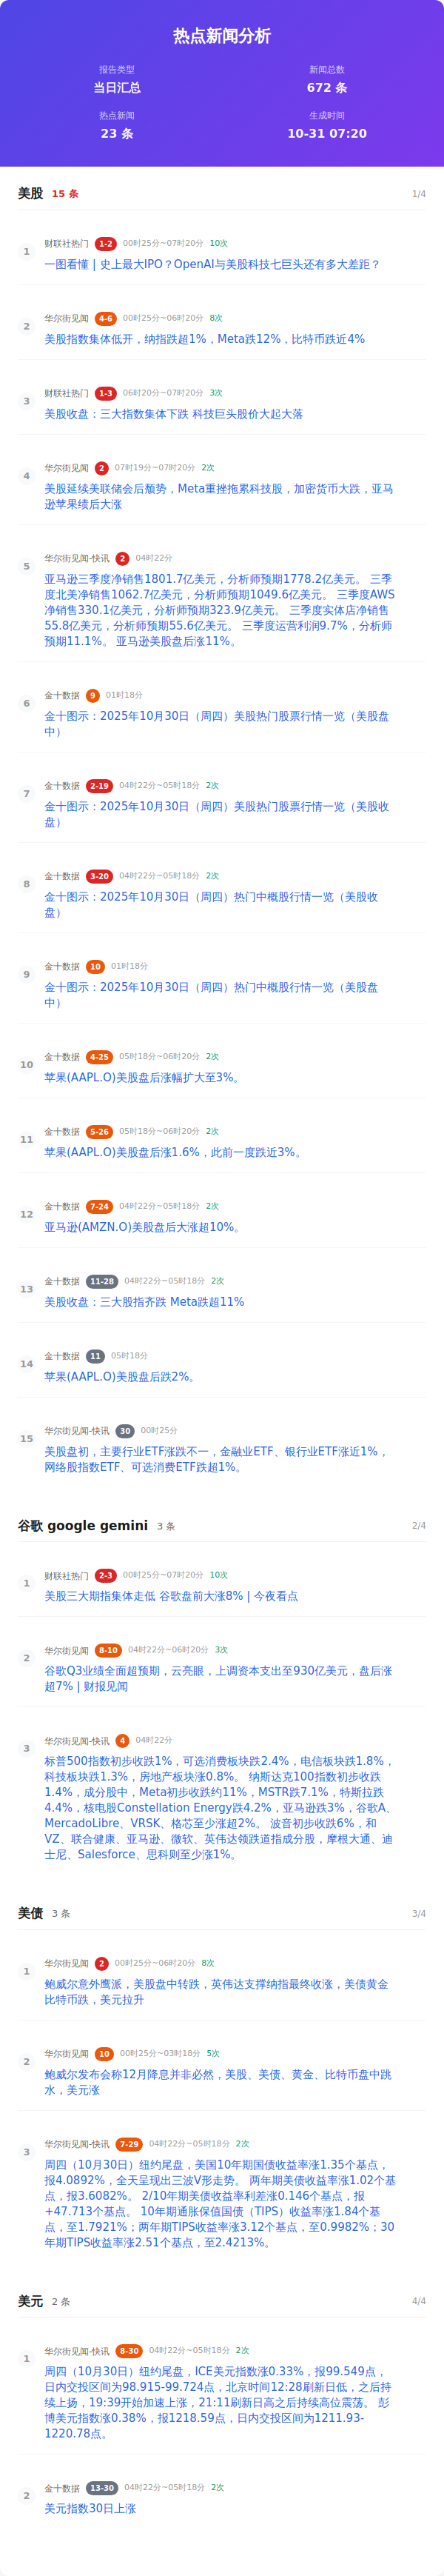 热点新闻分析
报告类型
当日汇总
新闻总数
672 条
热点新闻
23 条
生成时间
10-31 07:20
美股 15 条 1/4
1
财联社热门 1-2 00时25分~07时20分 10次
一图看懂 | 史上最大IPO？OpenAI与美股科技七巨头还有多大差距？
2
华尔街见闻 4-6 00时25分~06时20分 8次
美股指数集体低开，纳指跌超1%，Meta跌12%，比特币跌近4%
3
财联社热门 1-3 06时20分~07时20分 3次
美股收盘：三大指数集体下跌 科技巨头股价大起大落
4
华尔街见闻 2 07时19分~07时20分 2次
美股延续美联储会后颓势，Meta重挫拖累科技股，加密货币大跌，亚马
逊苹果绩后大涨
5
华尔街见闻-快讯 2 04时22分
亚马逊三季度净销售1801.7亿美元，分析师预期1778.2亿美元。 三季
度北美净销售1062.7亿美元，分析师预期1049.6亿美元。 三季度AWS
净销售330.1亿美元，分析师预期323.9亿美元。 三季度实体店净销售
55.8亿美元，分析师预期55.6亿美元。 三季度运营利润9.7%，分析师
预期11.1%。 亚马逊美股盘后涨11%。
6
金十数据 9 01时18分
金十图示：2025年10月30日（周四）美股热门股票行情一览（美股盘
中）
7
金十数据 2-19 04时22分~05时18分 2次
金十图示：2025年10月30日（周四）美股热门股票行情一览（美股收
盘）
8
金十数据 3-20 04时22分~05时18分 2次
金十图示：2025年10月30日（周四）热门中概股行情一览（美股收
盘）
9
金十数据 10 01时18分
金十图示：2025年10月30日（周四）热门中概股行情一览（美股盘
中）
10
金十数据 4-25 05时18分~06时20分 2次
苹果(AAPL.O)美股盘后涨幅扩大至3%。
11
金十数据 5-26 05时18分~06时20分 2次
苹果(AAPL.O)美股盘后涨1.6%，此前一度跌近3%。
12
金十数据 7-24 04时22分~05时18分 2次
亚马逊(AMZN.O)美股盘后大涨超10%。
13
金十数据 11-28 04时22分~05时18分 2次
美股收盘：三大股指齐跌 Meta跌超11%
14
金十数据 11 05时18分
苹果(AAPL.O)美股盘后跌2%。
15
华尔街见闻-快讯 30 00时25分
美股盘初，主要行业ETF涨跌不一，金融业ETF、银行业ETF涨近1%，
网络股指数ETF、可选消费ETF跌超1%。
谷歌 google gemini 3 条 2/4
1
财联社热门 2-3 00时25分~07时20分 10次
美股三大期指集体走低 谷歌盘前大涨8% | 今夜看点
2
华尔街见闻 8-10 04时22分~06时20分 3次
谷歌Q3业绩全面超预期，云亮眼，上调资本支出至930亿美元，盘后涨
超7% | 财报见闻
3
华尔街见闻-快讯 4 04时22分
标普500指数初步收跌1%，可选消费板块跌2.4%，电信板块跌1.8%，
科技板块跌1.3%，房地产板块涨0.8%。 纳斯达克100指数初步收跌
1.4%，成分股中，Meta初步收跌约11%，MSTR跌7.1%，特斯拉跌
4.4%，核电股Constellation Energy跌4.2%，亚马逊跌3%，谷歌A、
MercadoLibre、VRSK、格芯至少涨超2%。 波音初步收跌6%，和
VZ、联合健康、亚马逊、微软、英伟达领跌道指成分股，摩根大通、迪
士尼、Salesforce、思科则至少涨1%。
美债 3 条 3/4
1
华尔街见闻 2 00时25分~06时20分 8次
鲍威尔意外鹰派，美股盘中转跌，英伟达支撑纳指最终收涨，美债黄金
比特币跌，美元拉升
2
华尔街见闻 10 00时25分~03时18分 5次
鲍威尔发布会称12月降息并非必然，美股、美债、黄金、比特币盘中跳
水，美元涨
3
华尔街见闻-快讯 7-29 04时22分~05时18分 2次
周四（10月30日）纽约尾盘，美国10年期国债收益率涨1.35个基点，
报4.0892%，全天呈现出三波V形走势。 两年期美债收益率涨1.02个基
点，报3.6082%。 2/10年期美债收益率利差涨0.146个基点，报
+47.713个基点。 10年期通胀保值国债（TIPS）收益率涨1.84个基
点，至1.7921%；两年期TIPS收益率涨3.12个基点，至0.9982%；30
年期TIPS收益率涨2.51个基点，至2.4213%。
美元 2 条 4/4
1
华尔街见闻-快讯 8-30 04时22分~05时18分 2次
周四（10月30日）纽约尾盘，ICE美元指数涨0.33%，报99.549点，
日内交投区间为98.915-99.724点，北京时间12:28刷新日低，之后持
续上扬，19:39开始加速上涨，21:11刷新日高之后持续高位震荡。 彭
博美元指数涨0.38%，报1218.59点，日内交投区间为1211.93-
1220.78点。
2
金十数据 13-30 04时22分~05时18分 2次
美元指数30日上涨